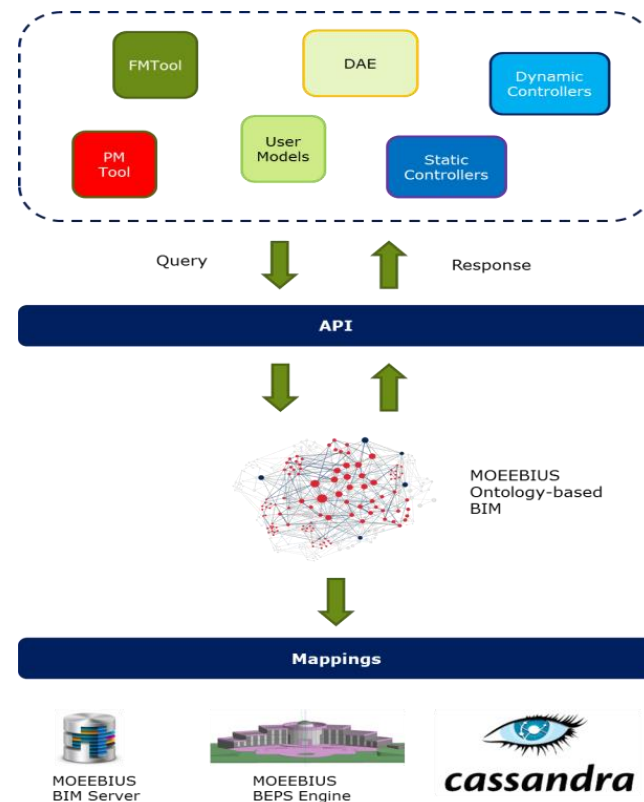 FMTool
DAE
Dynamic
Controllers
PM
Tool
User
Models
Static
Controllers
Query
Response
API
MOEEBIUS
Ontology-based
BIM
Mappings
MOEEBIUS
BIM Server
MOEEBIUS
BEPS Engine
cassandra